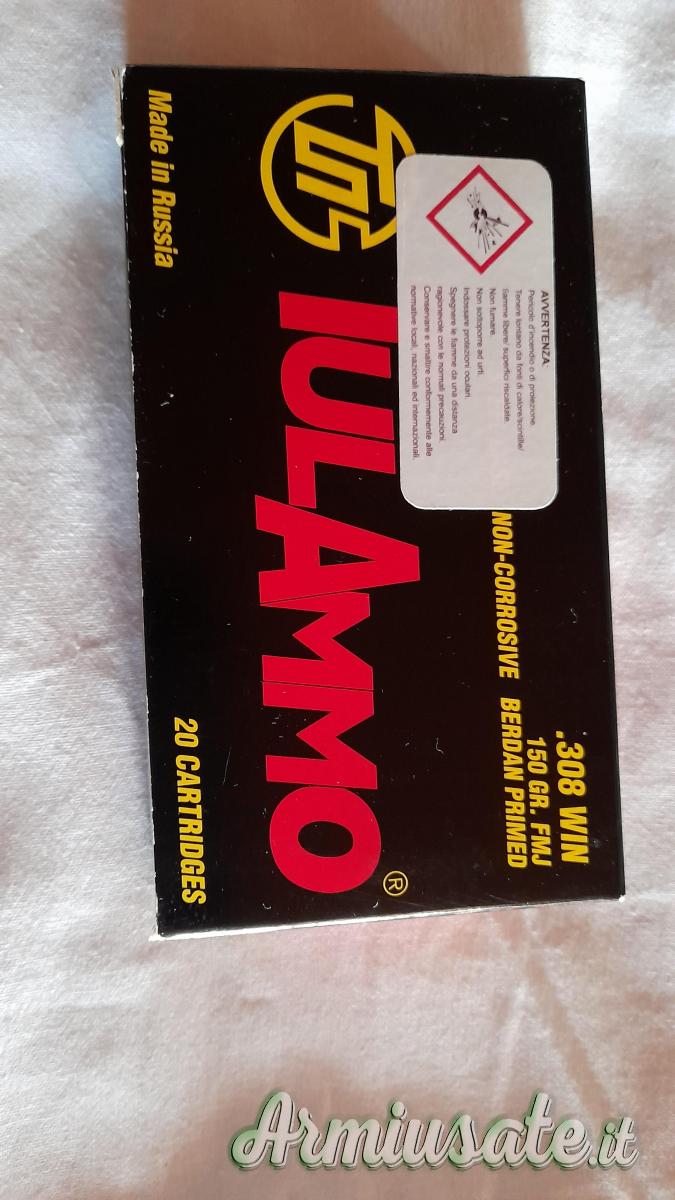 TULAMMO®
Made in Russia
20 CARTRIDGES
AVVERTENZA:
Pericolo d'incendio o di proiezione.
Tenere lontano da fonti di calore/scintille/
fiamme libere/ superfici riscaldate.
Non fumare.
Non sottoporre ad urti.
Indossare protezioni oculari.
Spegnere le fiamme da una distanza
ragionevole con le normali precauzioni.
Conservare e smaltire conformemente alle
normative locali, nazionali ed internazionali.
.308 WIN
150 GR. FMJ
NON-CORROSIVE BERDAN PRIMED
Armiusate.it